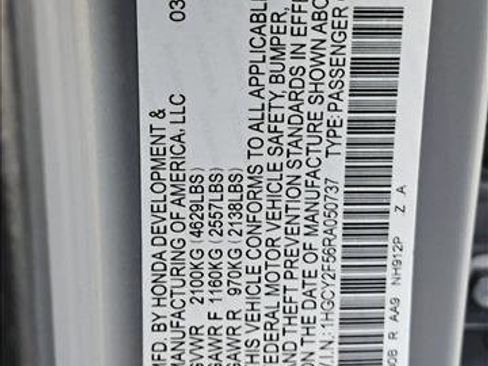 MFD. BY HONDA DEVELOPMENT & 03
MANUFACTURING OF AMERICA, LLC
GVWR 2100KG (4629LBS)
GAWR F 1160KG (2557LBS)
GAWR R 970KG (2138LBS)
THIS VEHICLE CONFORMS TO ALL APPLICABLE
FEDERAL MOTOR VEHICLE SAFETY, BUMPER,
AND THEFT PREVENTION STANDARDS IN EFFE
ON THE DATE OF MANUFACTURE SHOWN ABO
V.I.N.: 1HGCY2F56RA050737 TYPE: PASSENGER
08 R AA9 NH912P Z A